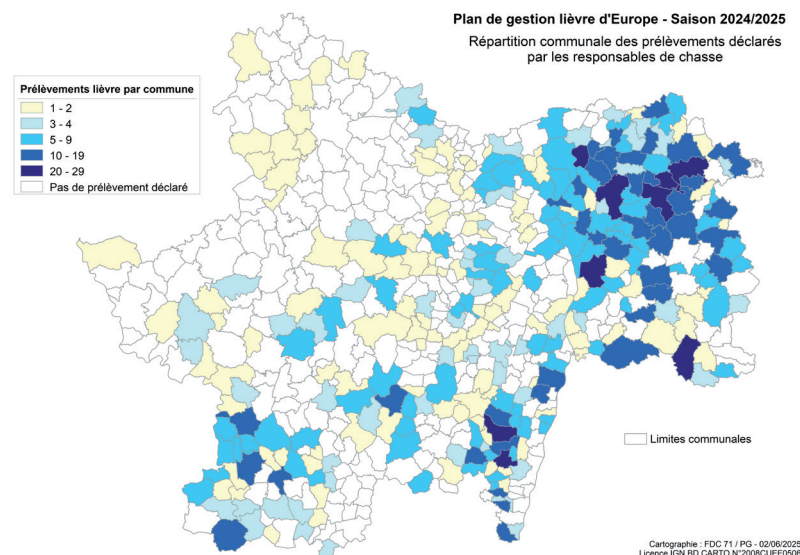 Plan de gestion lièvre d'Europe - Saison 2024/2025
Répartition communale des prélèvements déclarés
par les responsables de chasse
Prélèvements lièvre par commune
1 - 2
3 - 4
5 - 9
10 - 19
20 - 29
Pas de prélèvement déclaré
Limites communales
Cartographie : FDC 71 / PG - 02/06/2025
Licence IGN BD CARTO